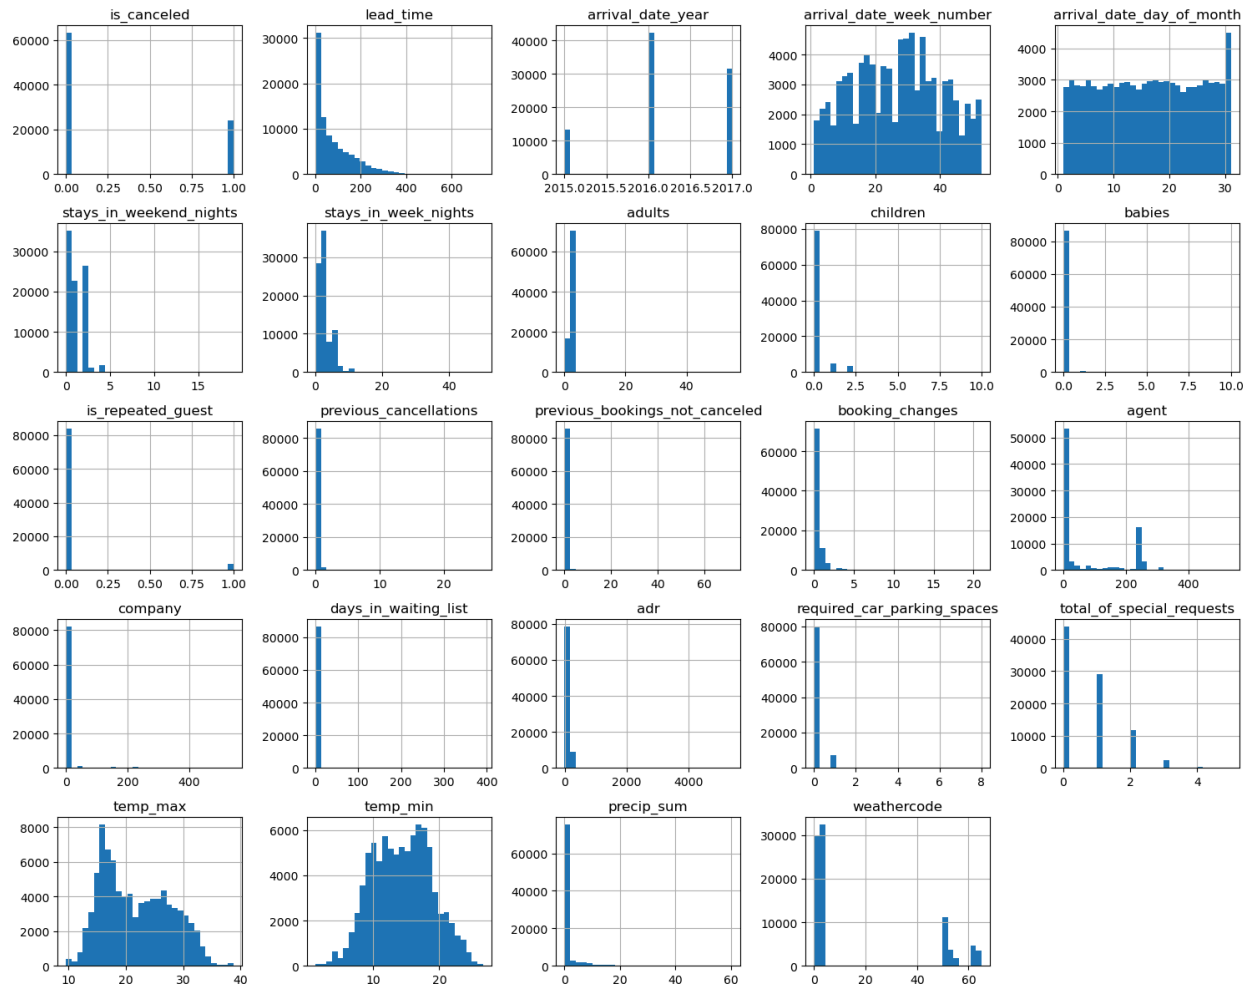 is_canceled
60000
40000
20000
0
0.00 0.25 0.50 0.75 1.00
lead_time
30000
20000
10000
0
0 200 400 600
arrival_date_year
40000
30000
20000
10000
0
2015.0 2015.5 2016.0 2016.5 2017.0
arrival_date_week_number
4000
3000
2000
1000
0
0 20 40
arrival_date_day_of_month
4000
3000
2000
1000
0
0 10 20 30
stays_in_weekend_nights
30000
20000
10000
0
0 5 10 15
stays_in_week_nights
30000
20000
10000
0
0 20 40
adults
60000
40000
20000
0
0 20 40
children
80000
60000
40000
20000
0
0.0 2.5 5.0 7.5 10.0
babies
80000
60000
40000
20000
0
0.0 2.5 5.0 7.5 10.0
is_repeated_guest
80000
60000
40000
20000
0
0.00 0.25 0.50 0.75 1.00
previous_cancellations
80000
60000
40000
20000
0
0 10 20
previous_bookings_not_canceled
80000
60000
40000
20000
0
0 20 40 60
booking_changes
60000
40000
20000
0
0 5 10 15 20
agent
50000
40000
30000
20000
10000
0
0 200 400
company
80000
60000
40000
20000
0
0 200 400
days_in_waiting_list
80000
60000
40000
20000
0
0 100 200 300 400
adr
80000
60000
40000
20000
0
0 2000 4000
required_car_parking_spaces
80000
60000
40000
20000
0
0 2 4 6 8
total_of_special_requests
40000
30000
20000
10000
0
0 2 4
temp_max
8000
6000
4000
2000
0
10 20 30 40
temp_min
6000
4000
2000
0
10 20
precip_sum
60000
40000
20000
0
0 20 40 60
weathercode
30000
20000
10000
0
0 20 40 60